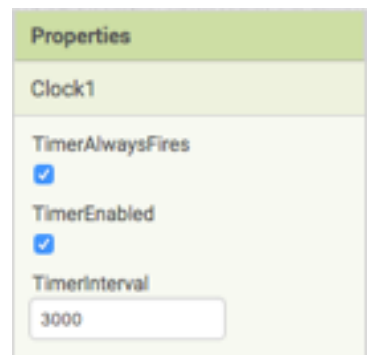 Properties
Clock1
TimerAlwaysFires
TimerEnabled
TimerInterval
3000